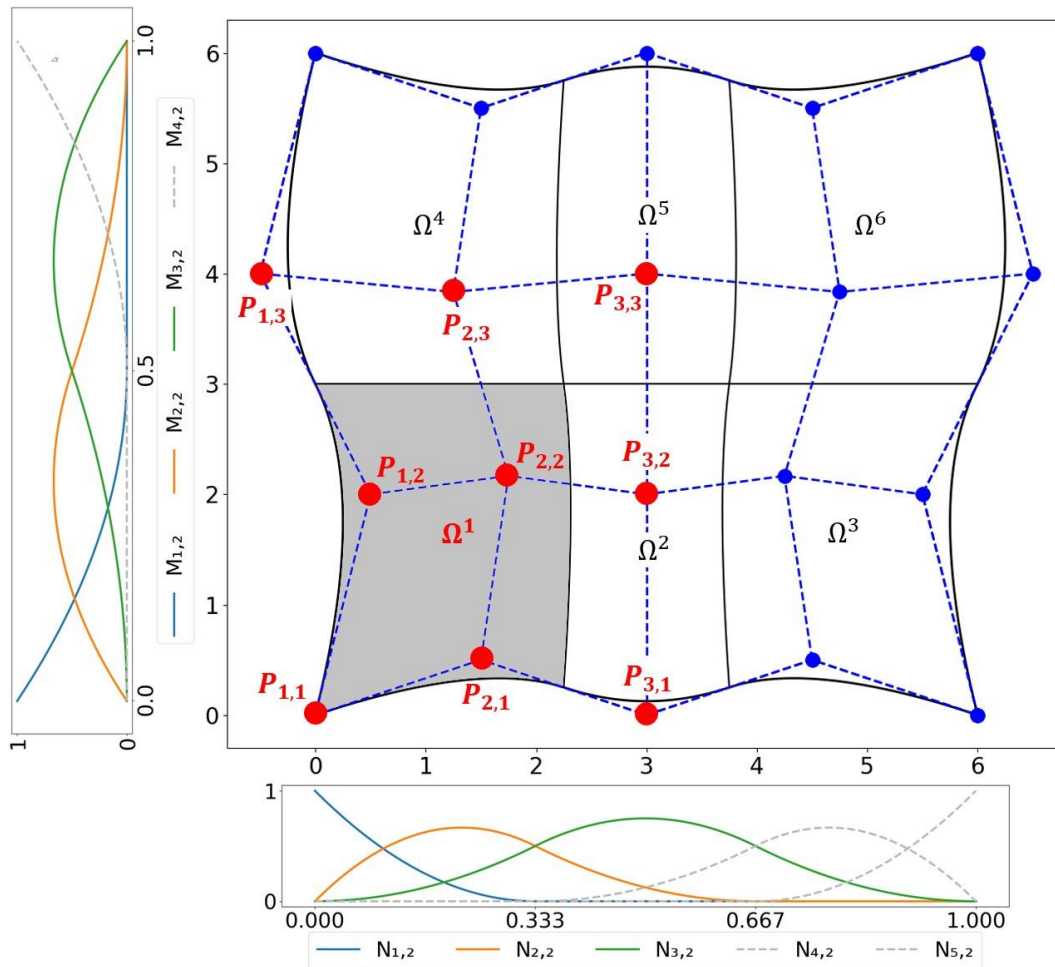 1.0
0.5
0.0
1
0
M₄,₂
M₃,₂
M₂,₂
M₁,₂
6
5
4
3
2
1
0
Ω⁴
Ω⁵
Ω⁶
P₁,₃
P₂,₃
P₃,₃
P₁,₂
P₂,₂
P₃,₂
Ω¹
Ω²
Ω³
P₁,₁
P₂,₁
P₃,₁
0 1 2 3 4 5 6
1
0
0.000 0.333 0.667 1.000
N₁,₂ N₂,₂ N₃,₂ N₄,₂ N₅,₂